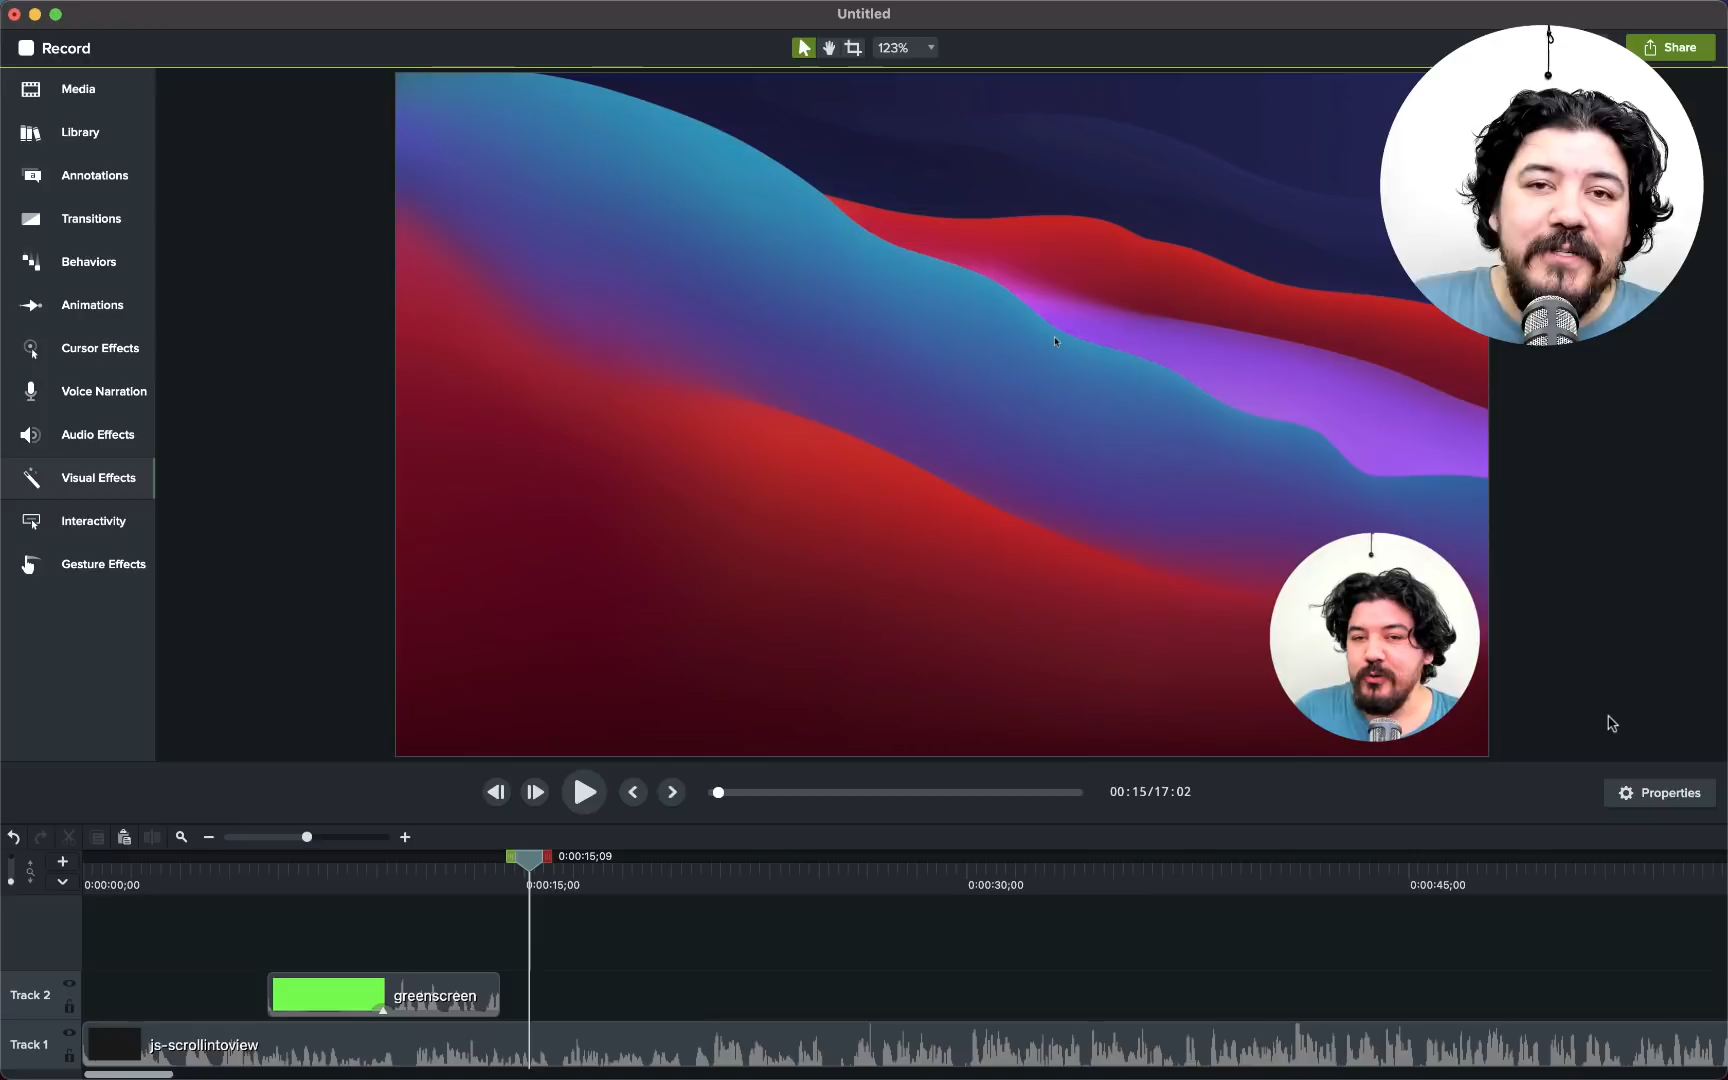 Untitled
Record
123%
Share
Media
Library
Annotations
Transitions
Behaviors
Animations
Cursor Effects
Voice Narration
Audio Effects
Visual Effects
Interactivity
Gesture Effects
00:15/17:02
Properties
0:00:15;09
0:00:00;00
0:00:15;00
0:00:30;00
0:00:45;00
Track 2
greenscreen
Track 1
js-scrollintoview